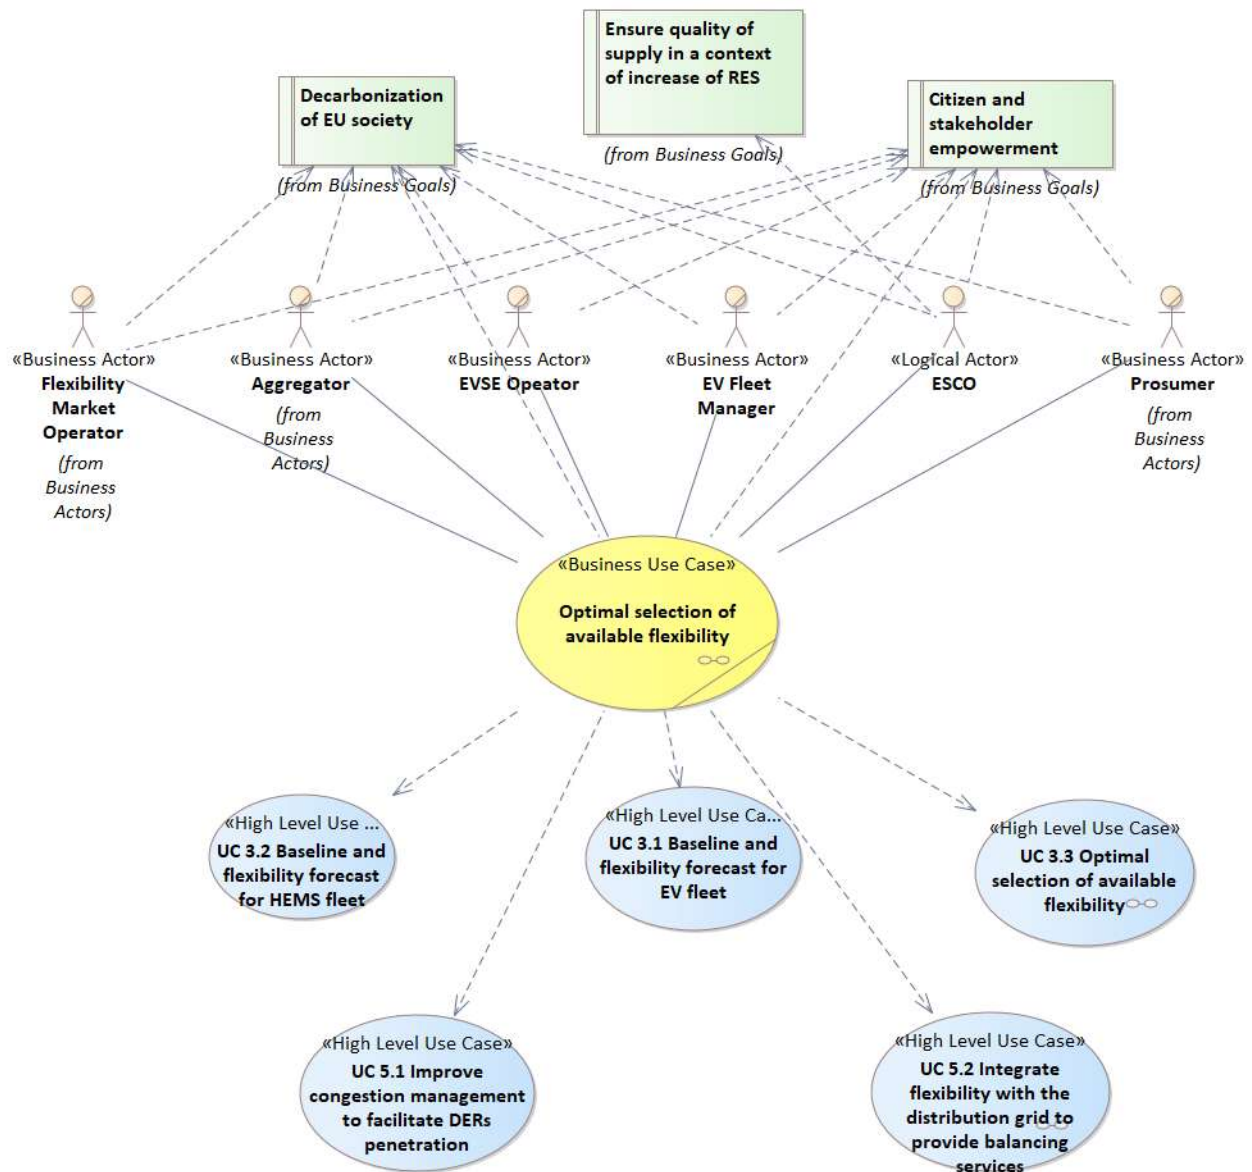 Ensure quality of
supply in a context
of increase of RES
(from Business Goals)
Decarbonization
of EU society
(from Business Goals)
Citizen and
stakeholder
empowerment
(from Business Goals)
«Business Actor»
Flexibility
Market
Operator
(from
Business
Actors)
«Business Actor»
Aggregator
(from
Business
Actors)
«Business Actor»
EVSE Opeator
«Business Actor»
EV Fleet
Manager
«Logical Actor»
ESCO
«Business Actor»
Prosumer
(from
Business
Actors)
«Business Use Case»
Optimal selection of
available flexibility
«High Level Use ...
UC 3.2 Baseline and
flexibility forecast
for HEMS fleet
«High Level Use Ca...
UC 3.1 Baseline and
flexibility forecast for
EV fleet
«High Level Use Case»
UC 3.3 Optimal
selection of available
flexibility
«High Level Use Case»
UC 5.1 Improve
congestion management
to facilitate DERs
penetration
«High Level Use Case»
UC 5.2 Integrate
flexibility with the
distribution grid to
provide balancing
services